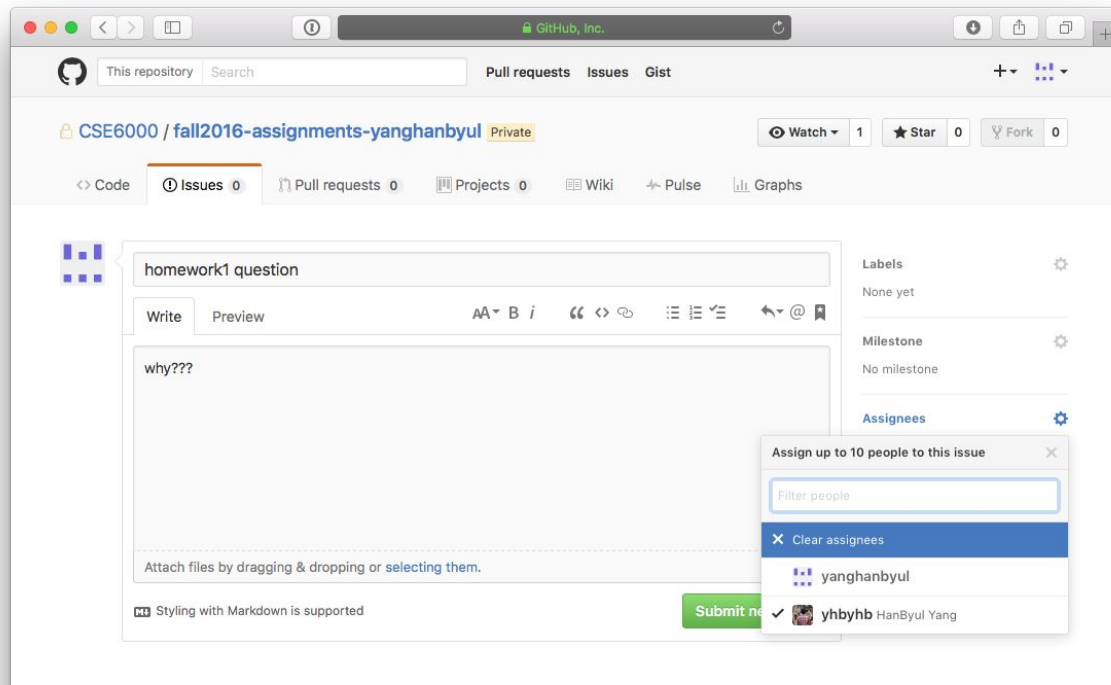 GitHub, Inc.
This repository Search Pull requests Issues Gist
CSE6000 / fall2016-assignments-yanghanbyul Private
Watch 1 Star 0 Fork 0
Code Issues 0 Pull requests 0 Projects 0 Wiki Pulse Graphs
homework1 question
Write Preview AA B i
why???
Attach files by dragging & dropping or selecting them.
Styling with Markdown is supported
Submit ne
Labels
None yet
Milestone
No milestone
Assignees
Assign up to 10 people to this issue
Filter people
Clear assignees
yanghanbyul
yhbyhb HanByul Yang